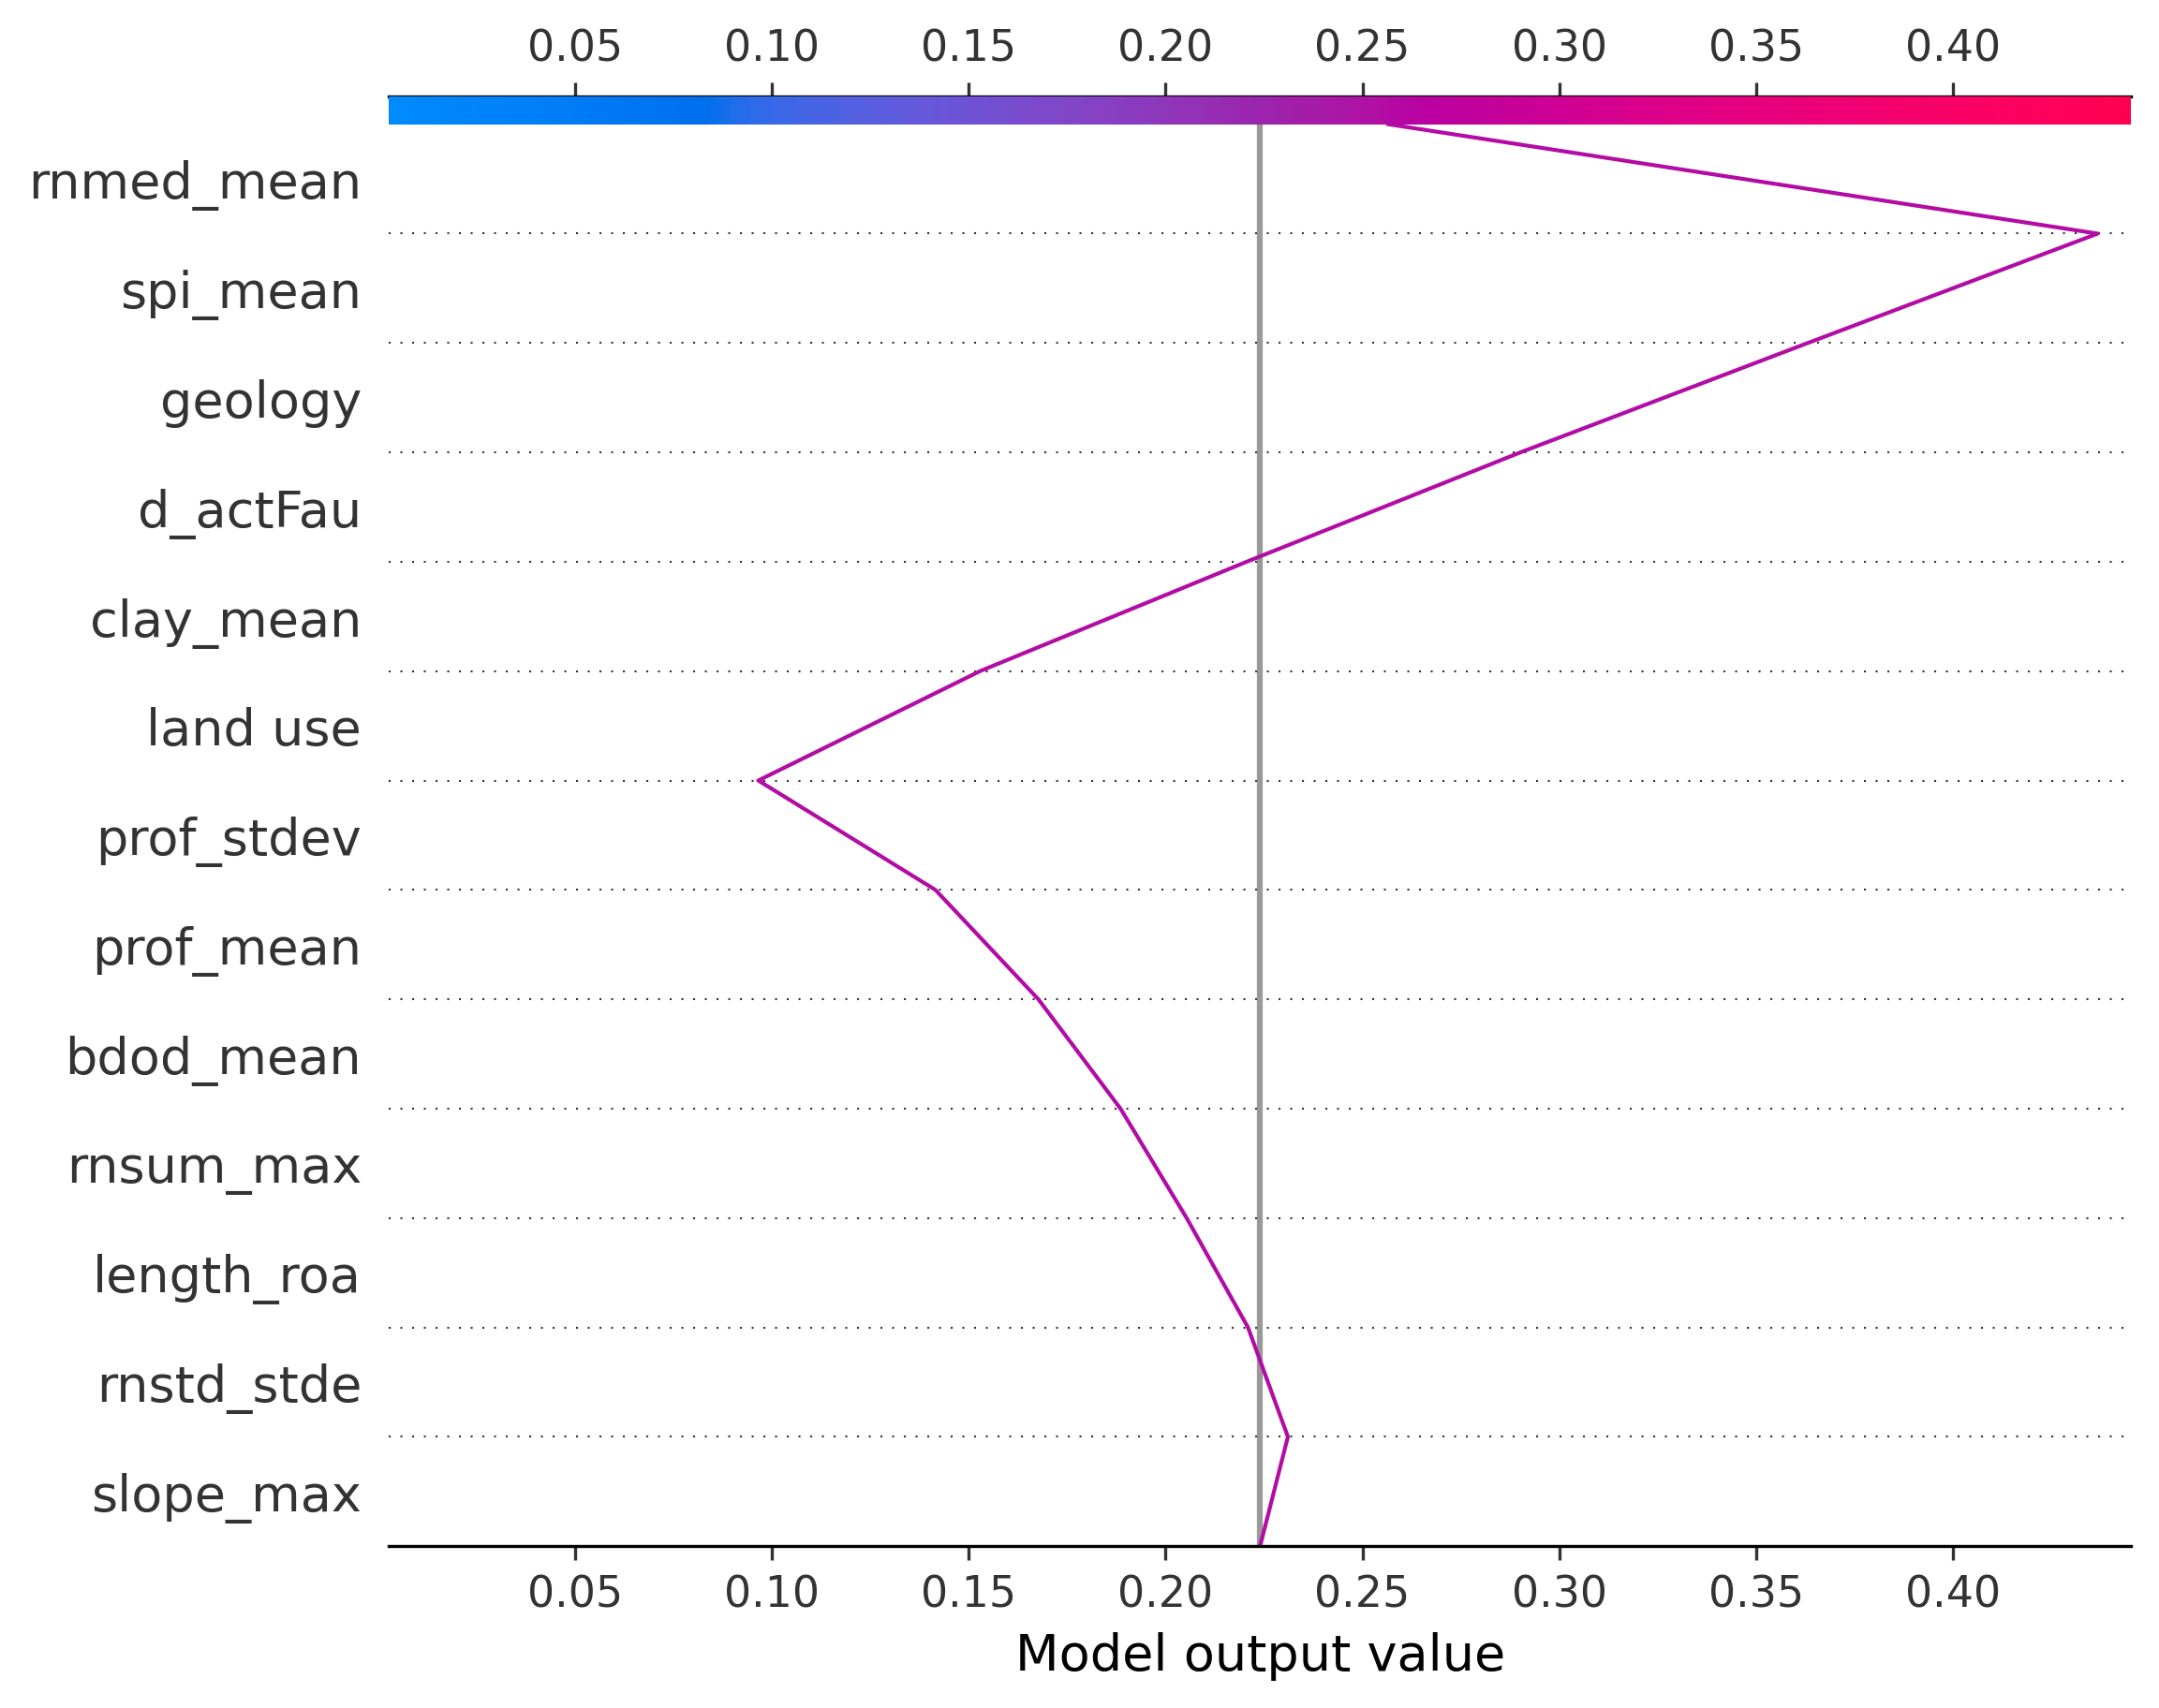 0.05 0.10 0.15 0.20 0.25 0.30 0.35 0.40
rnmed_mean
spi_mean
geology
d_actFau
clay_mean
land use
prof_stdev
prof_mean
bdod_mean
rnsum_max
length_roa
rnstd_stde
slope_max
0.05 0.10 0.15 0.20 0.25 0.30 0.35 0.40
Model output value